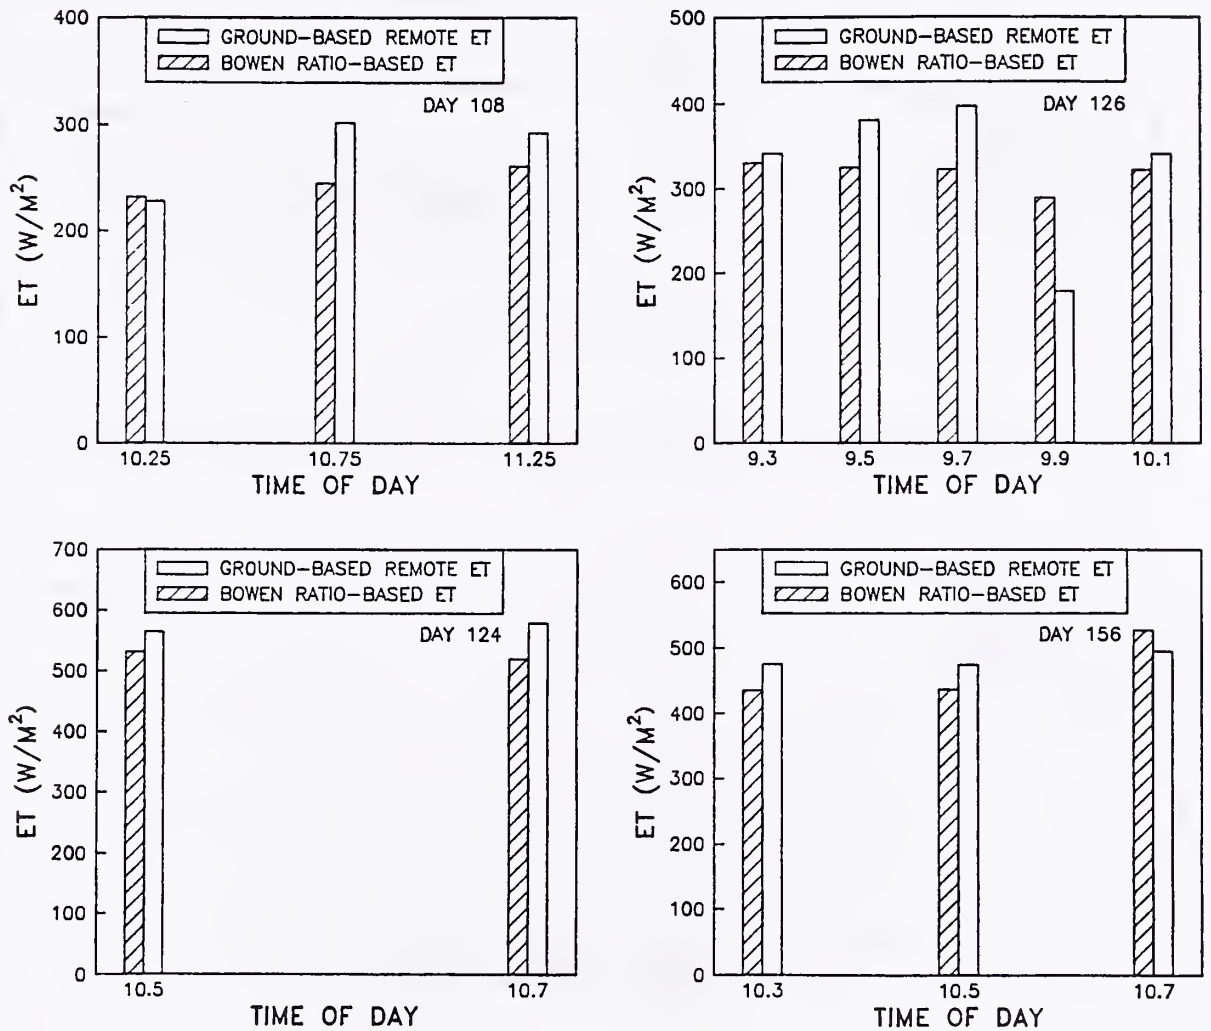 400
300
200
100
0
GROUND-BASED REMOTE ET
BOWEN RATIO-BASED ET
DAY 108
ET (W/M²)
10.25 10.75 11.25
TIME OF DAY
500
400
300
200
100
0
GROUND-BASED REMOTE ET
BOWEN RATIO-BASED ET
DAY 126
ET (W/M²)
9.3 9.5 9.7 9.9 10.1
TIME OF DAY
700
600
500
400
300
200
100
0
GROUND-BASED REMOTE ET
BOWEN RATIO-BASED ET
DAY 124
ET (W/M²)
10.5 10.7
TIME OF DAY
600
500
400
300
200
100
0
GROUND-BASED REMOTE ET
BOWEN RATIO-BASED ET
DAY 156
ET (W/M²)
10.3 10.5 10.7
TIME OF DAY